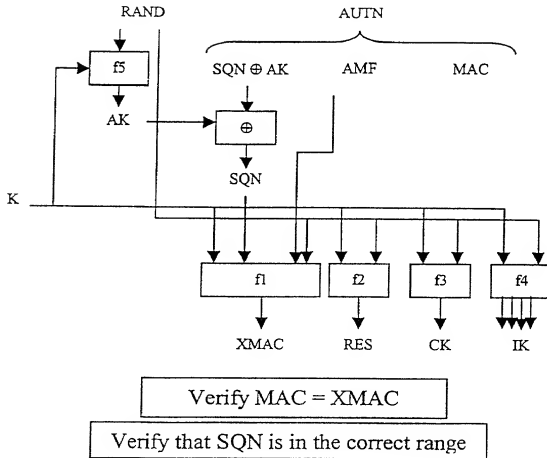 RAND AUTN
f5 SQN ⊕ AK AMF MAC
AK ⊕
SQN
K
f1 f2 f3 f4
XMAC RES CK IK
Verify MAC = XMAC
Verify that SQN is in the correct range